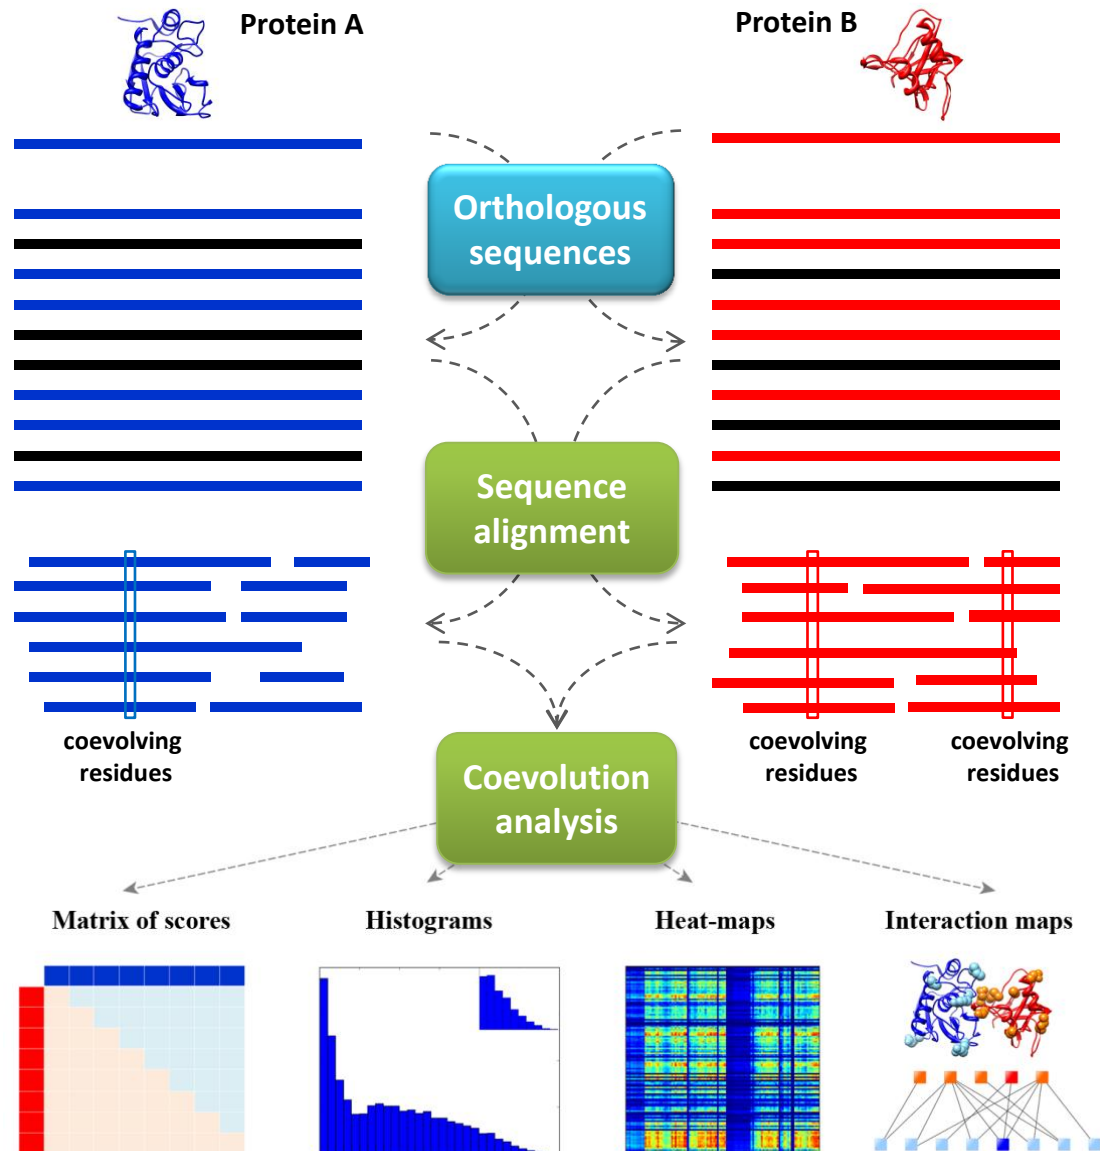 Protein A
Protein B
Orthologous
sequences
Sequence
alignment
coevolving
residues
coevolving
residues
coevolving
residues
Coevolution
analysis
Matrix of scores
Histograms
Heat-maps
Interaction maps